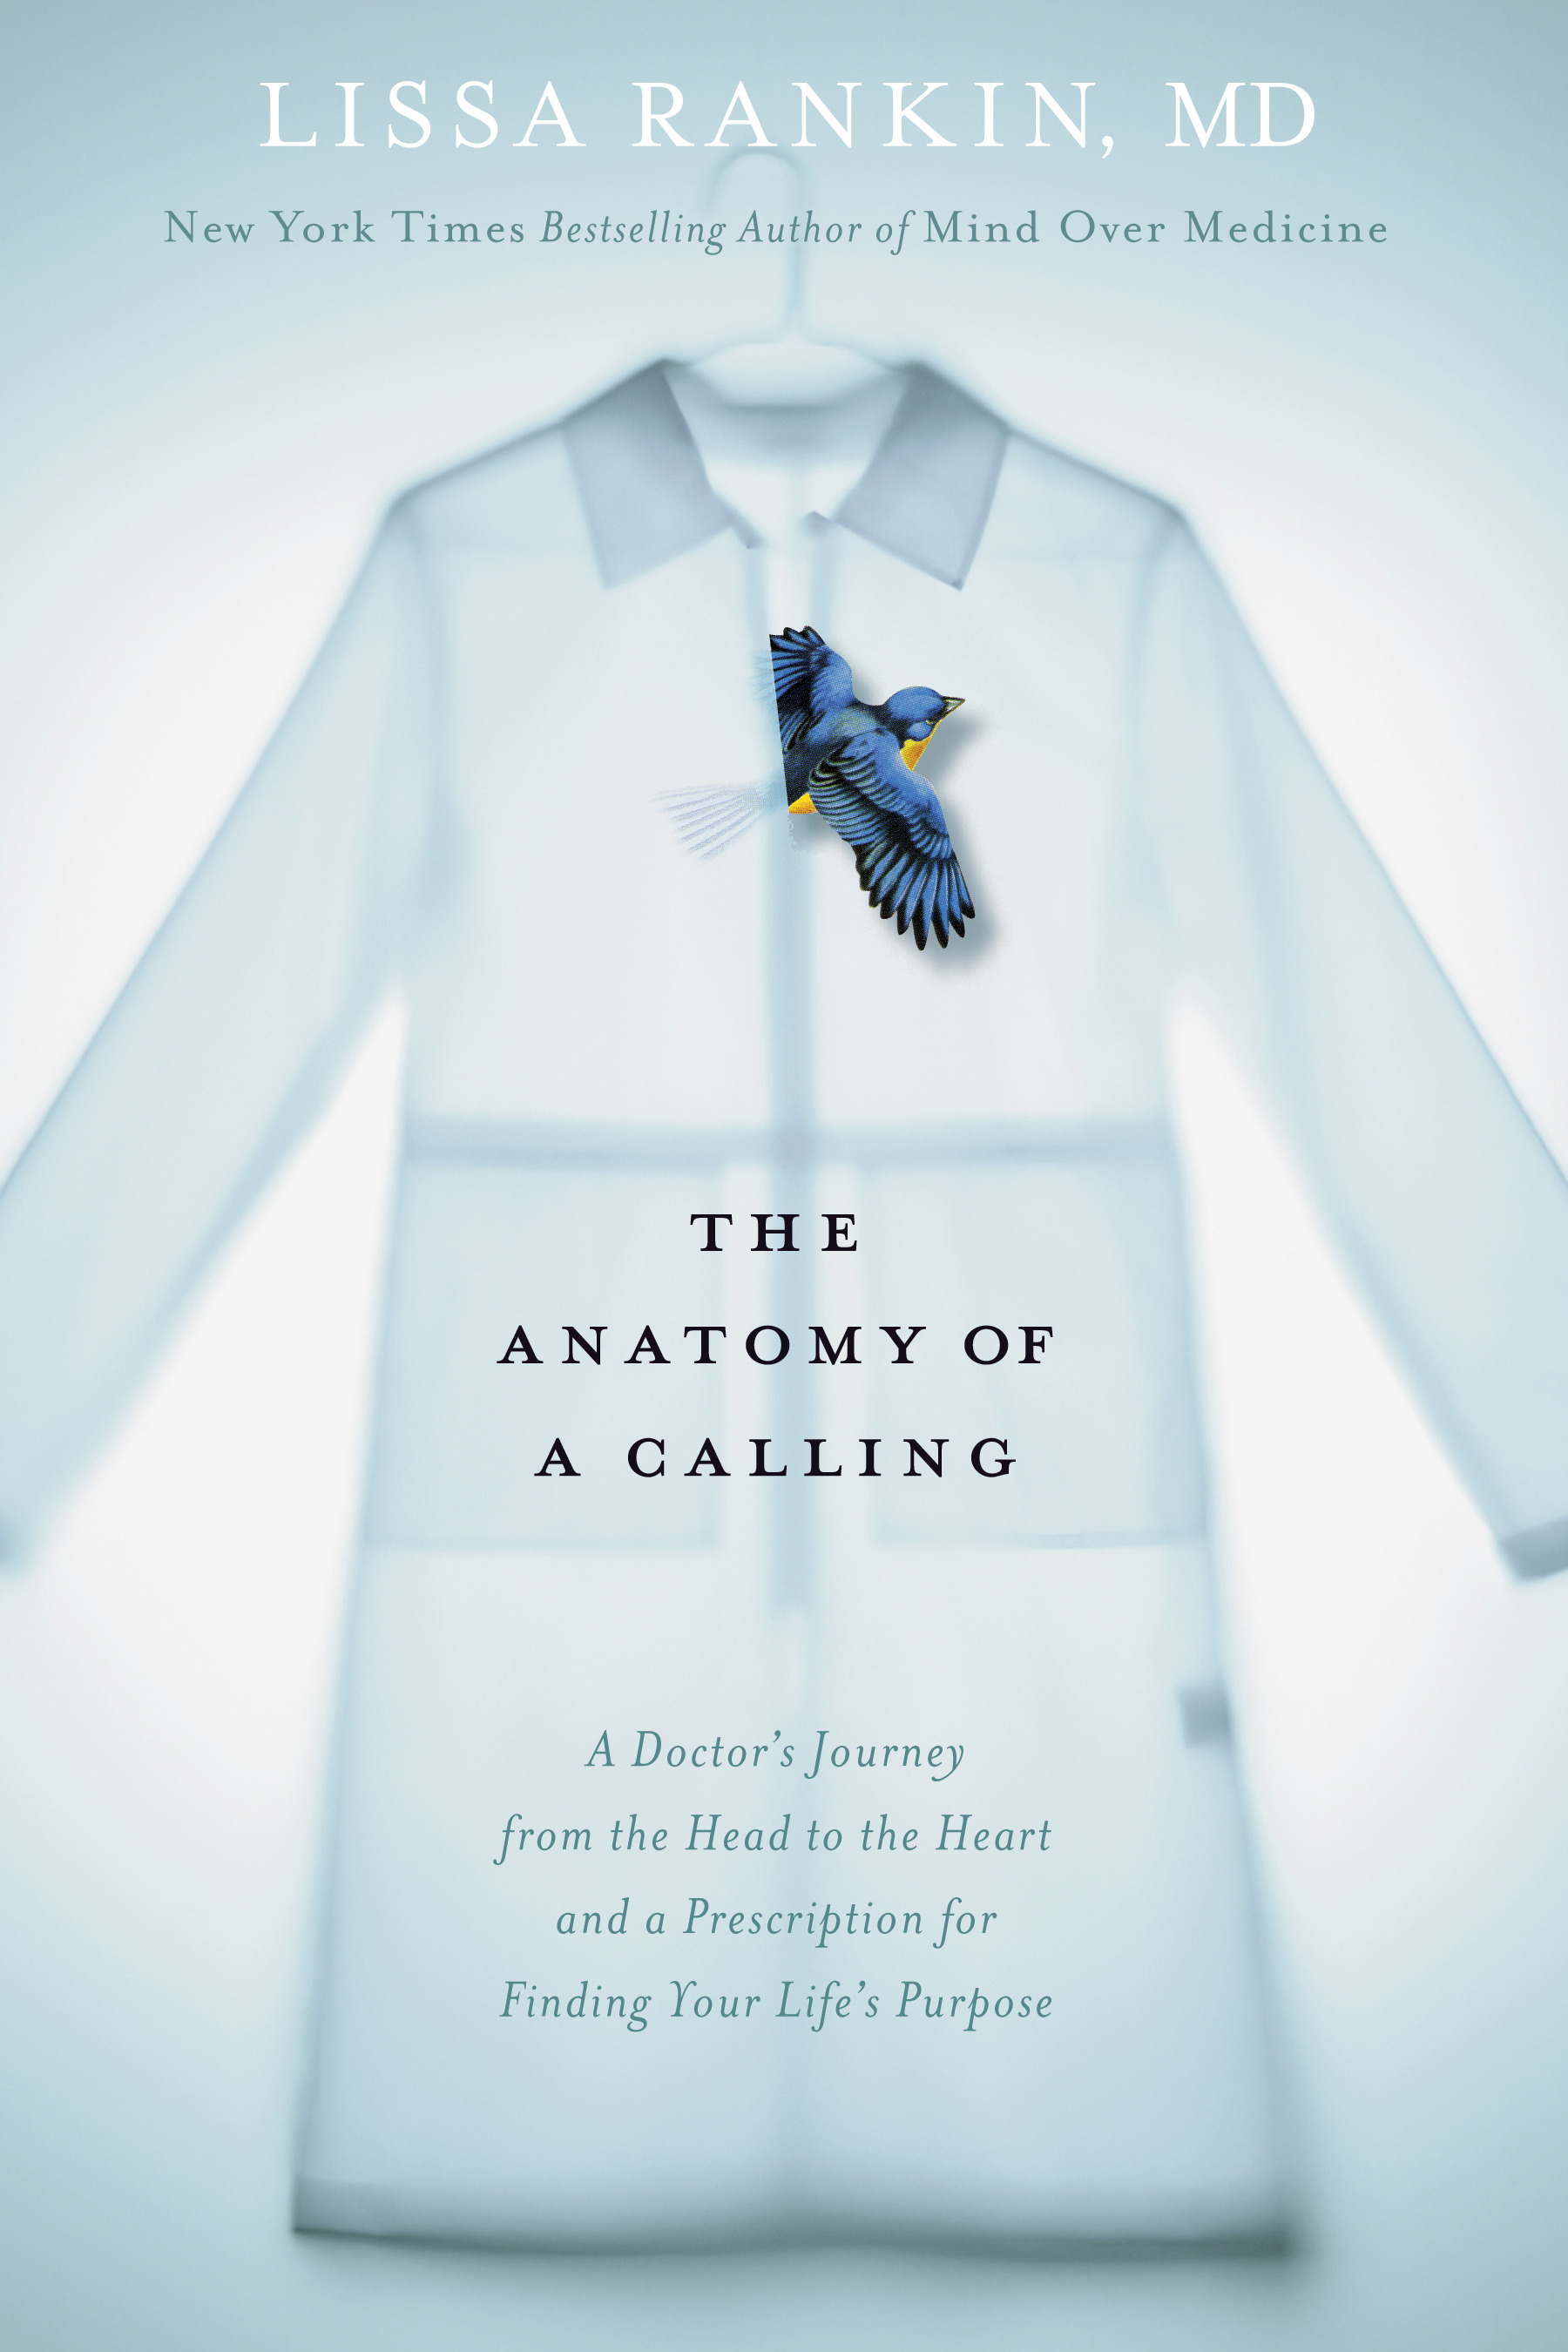 LISSA RANKIN, MD
New York Times Bestselling Author of Mind Over Medicine
THE
ANATOMY OF
A CALLING
A Doctor's Journey
from the Head to the Heart
and a Prescription for
Finding Your Life's Purpose